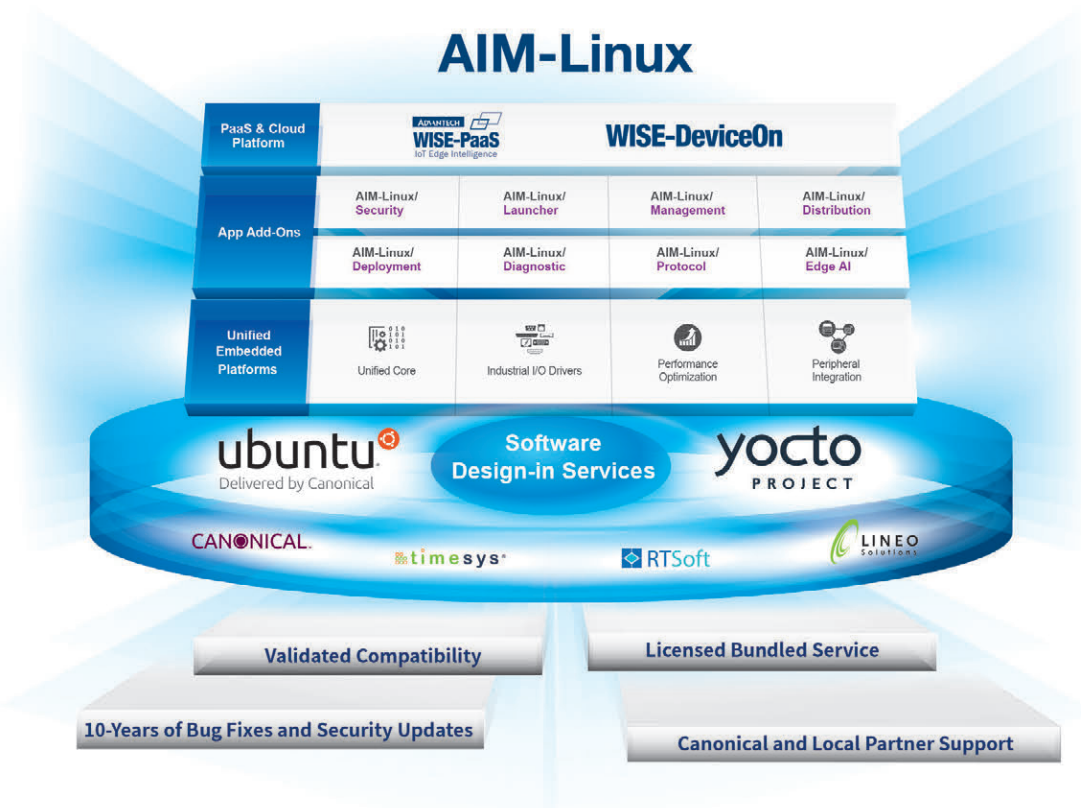 AIM-Linux
PaaS & Cloud
Platform
ADVANTECH
WISE-PaaS
IoT Edge Intelligence
WISE-DeviceOn
App Add-Ons
AIM-Linux/
Security
AIM-Linux/
Launcher
AIM-Linux/
Management
AIM-Linux/
Distribution
AIM-Linux/
Deployment
AIM-Linux/
Diagnostic
AIM-Linux/
Protocol
AIM-Linux/
Edge AI
Unified
Embedded
Platforms
010
101
010
101
Unified Core
Industrial I/O Drivers
Performance
Optimization
Peripheral
Integration
ubuntu
Delivered by Canonical
Software
Design-in Services
yocto
PROJECT
CANONICAL
timesys®
RTSoft
LINEO
Solutions
Validated Compatibility
Licensed Bundled Service
10-Years of Bug Fixes and Security Updates
Canonical and Local Partner Support